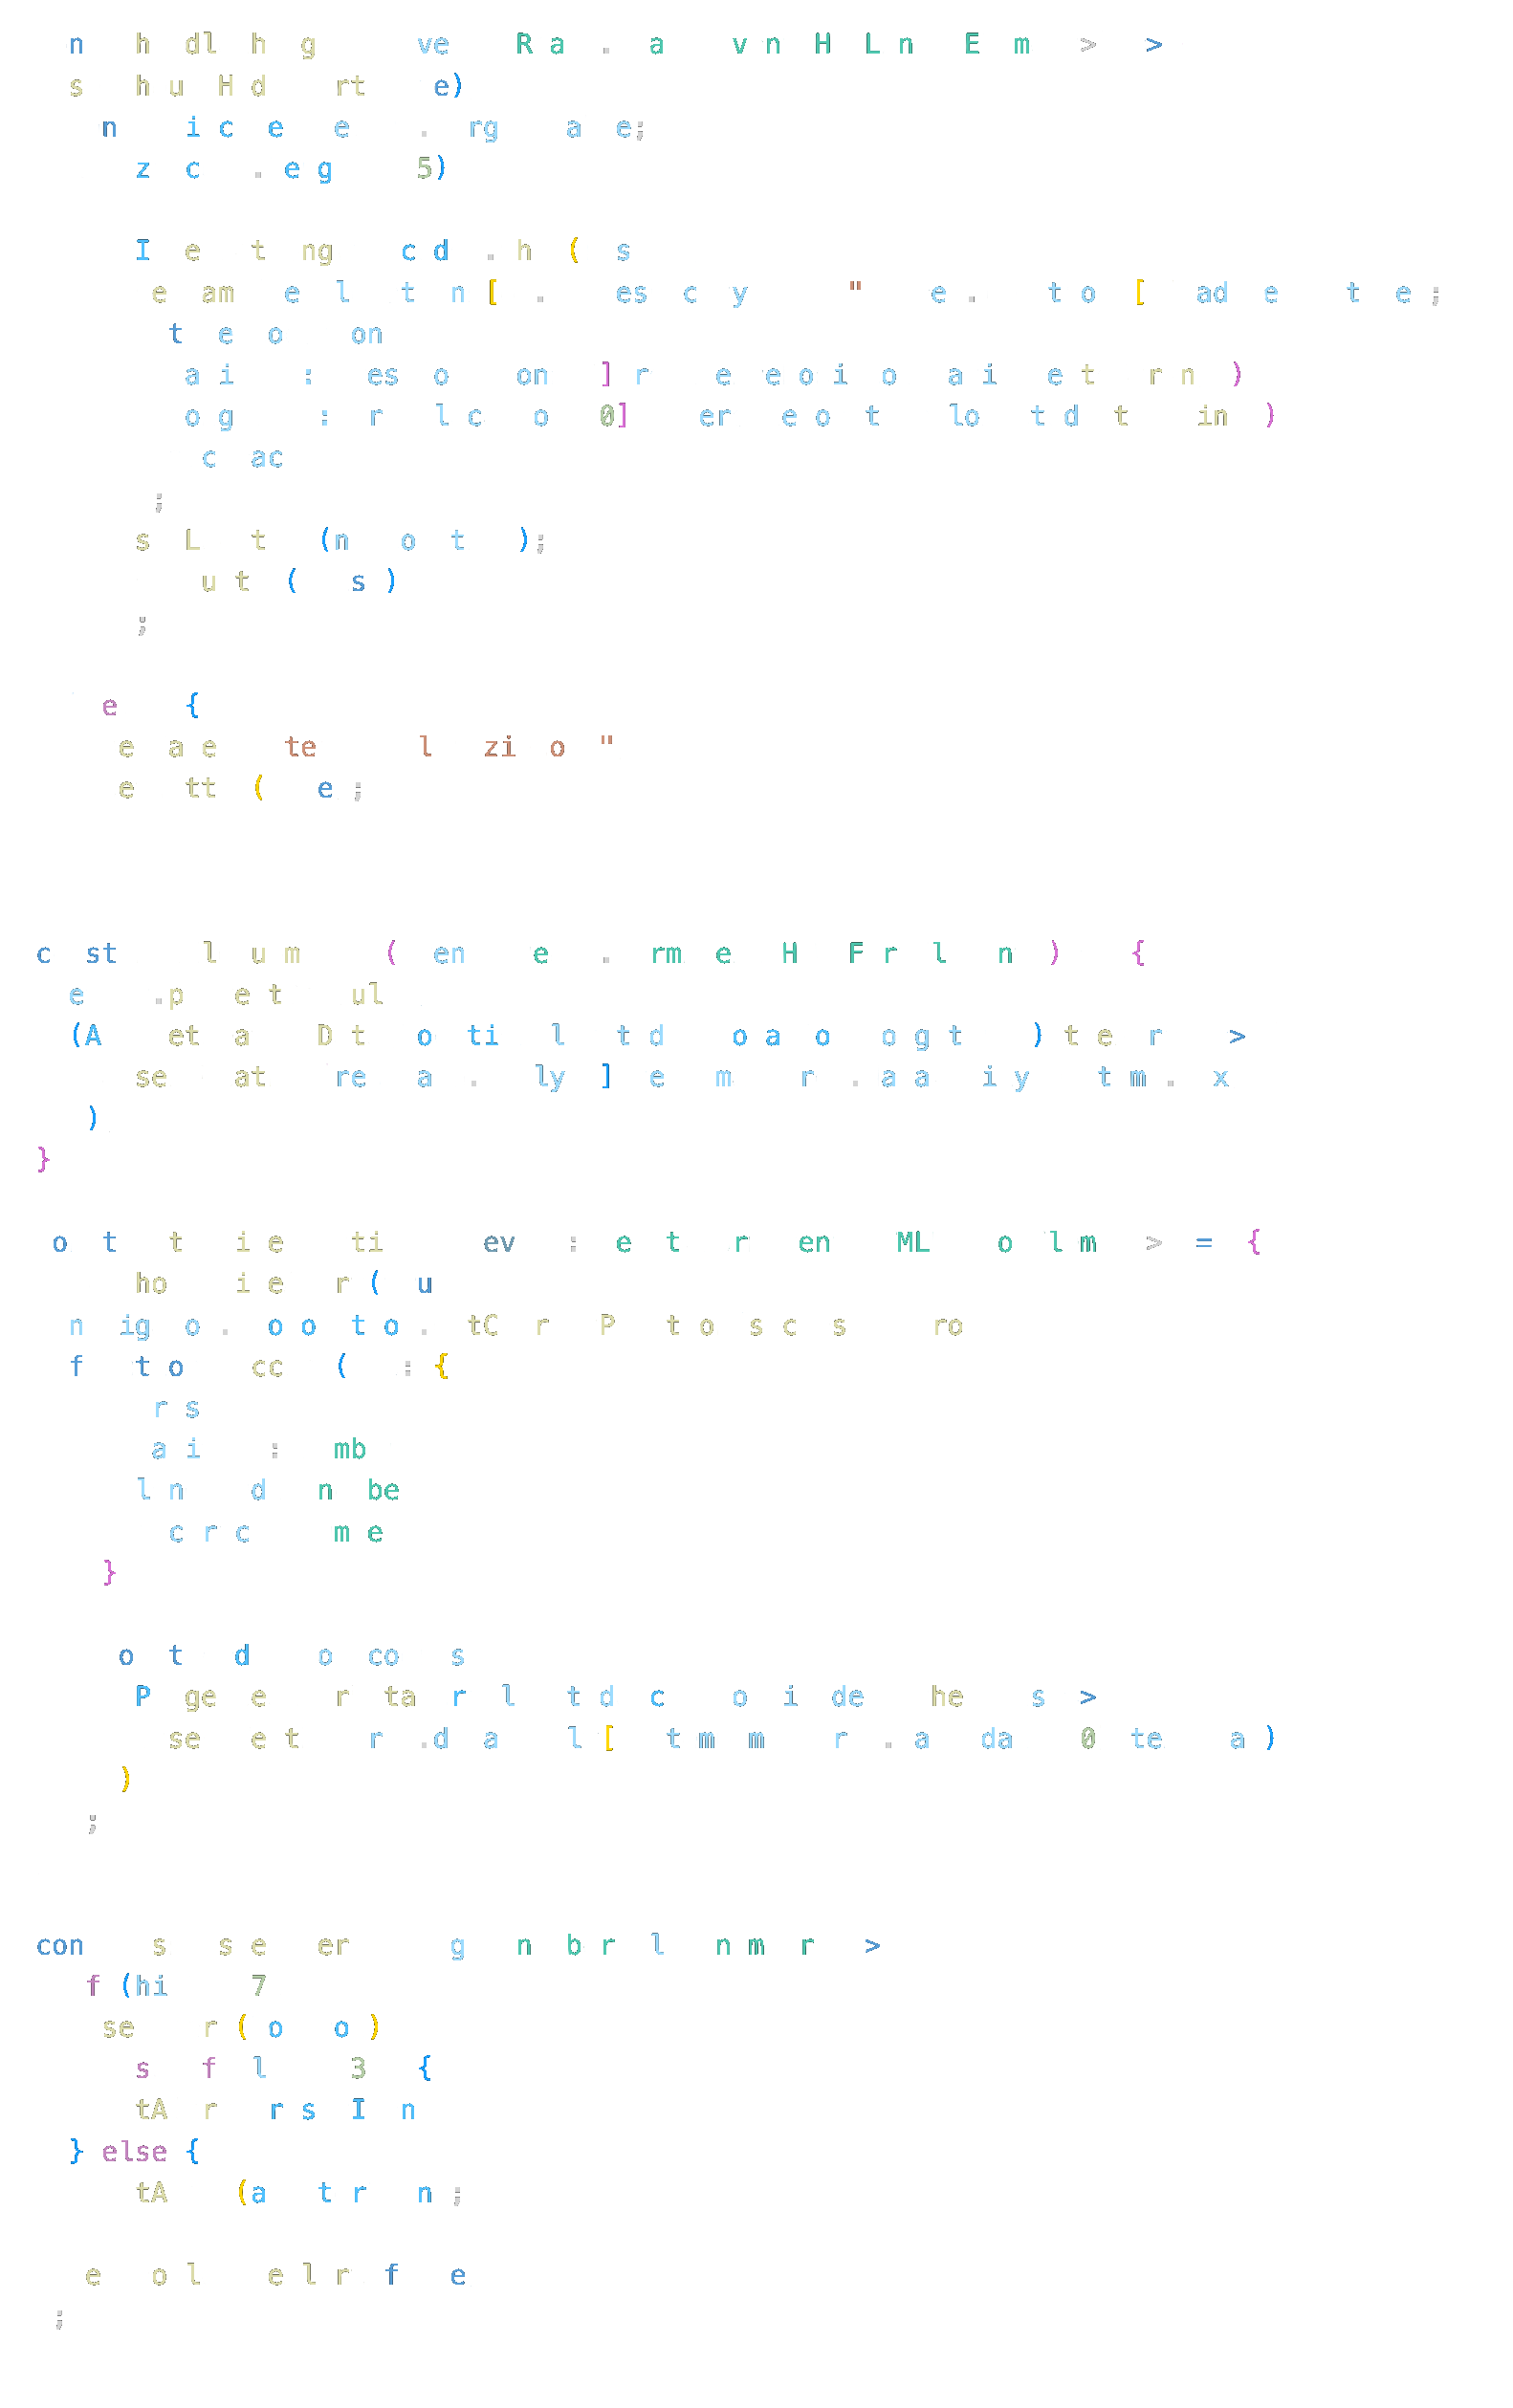 n h dl h g ve R a . a v n H L n E m > >
s h u H d rt e)
n i c e e . rg a e;
z c . e g 5)
I e t ng c d . h ( s
e am e l t n [ . es c y " e . t o [ ad e t e ;
t e o on
a i : es o on ] r e e o i o a i e t r n )
o g : r l c o 0] er e o t lo t d t in )
c ac
;
s L t ( n o t ) ;
u t ( s )
;
e {
e a e te l zi o "
e tt ( e ;
c st l u m ( en e . rm e H F r l n ) {
e . p e t ul
(A et a D t o ti l t d o a o o g t ) t e r >
se at re a . ly ] e m r . a a i y t m . x
)
}
o t t i e ti ev : e t r en ML o l m > = {
ho i e r ( u
n ig o . o o t o . tC r P t o s c s ro
f t o cc ( : {
r s
a i : mb
l n d n be
c r c m e
}
o t d o co s
P ge e r ta r l t d c o i de he s >
se e t r . d a l [ t m m r . a da 0 te a )
)
;
con s s e er g n b r l n m r >
f (hi 7
se r ( o o )
s f l 3 {
tA r r s I n
} else {
tA ( a t r n ;
e o l e l r f e
;